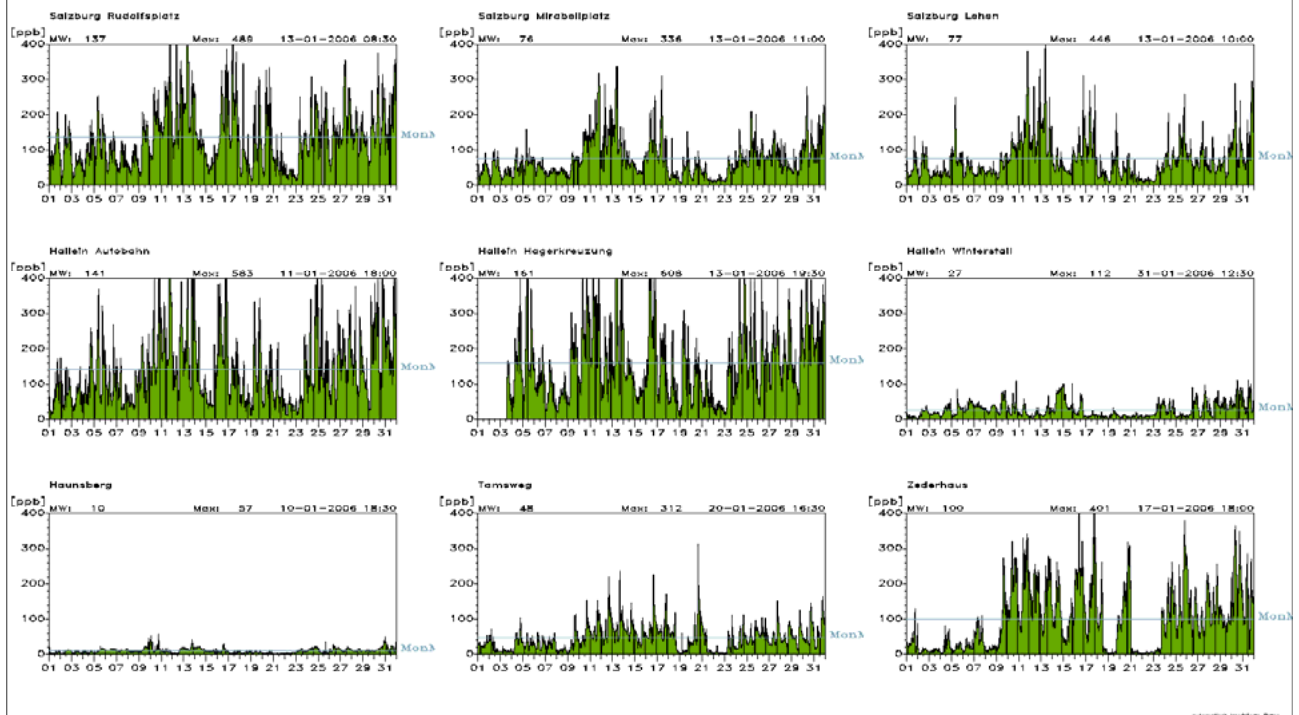 Salzburg Rudolfsplatz
[ppb] MW: 137 Max: 489 13-01-2006 08:30
400
300
200
100
0
MonM
01 03 05 07 09 11 13 15 17 19 21 23 25 27 29 31
Salzburg Mirabellplatz
[ppb] MW: 76 Max: 336 13-01-2006 11:00
400
300
200
100
0
MonM
01 03 05 07 09 11 13 15 17 19 21 23 25 27 29 31
Salzburg Lehen
[ppb] MW: 77 Max: 446 13-01-2006 10:00
400
300
200
100
0
MonM
01 03 05 07 09 11 13 15 17 19 21 23 25 27 29 31
Hallein Autobahn
[ppb] MW: 141 Max: 583 11-01-2006 18:00
400
300
200
100
0
MonM
01 03 05 07 09 11 13 15 17 19 21 23 25 27 29 31
Hallein Hagerkreuzung
[ppb] MW: 161 Max: 608 13-01-2006 19:30
400
300
200
100
0
MonM
01 03 05 07 09 11 13 15 17 19 21 23 25 27 29 31
Hallein Winterstall
[ppb] MW: 27 Max: 112 31-01-2006 12:30
400
300
200
100
0
MonM
01 03 05 07 09 11 13 15 17 19 21 23 25 27 29 31
Haunsberg
[ppb] MW: 10 Max: 57 10-01-2006 18:30
400
300
200
100
0
MonM
01 03 05 07 09 11 13 15 17 19 21 23 25 27 29 31
Tamsweg
[ppb] MW: 48 Max: 312 20-01-2006 16:30
400
300
200
100
0
MonM
01 03 05 07 09 11 13 15 17 19 21 23 25 27 29 31
Zederhaus
[ppb] MW: 100 Max: 401 17-01-2006 18:00
400
300
200
100
0
MonM
01 03 05 07 09 11 13 15 17 19 21 23 25 27 29 31